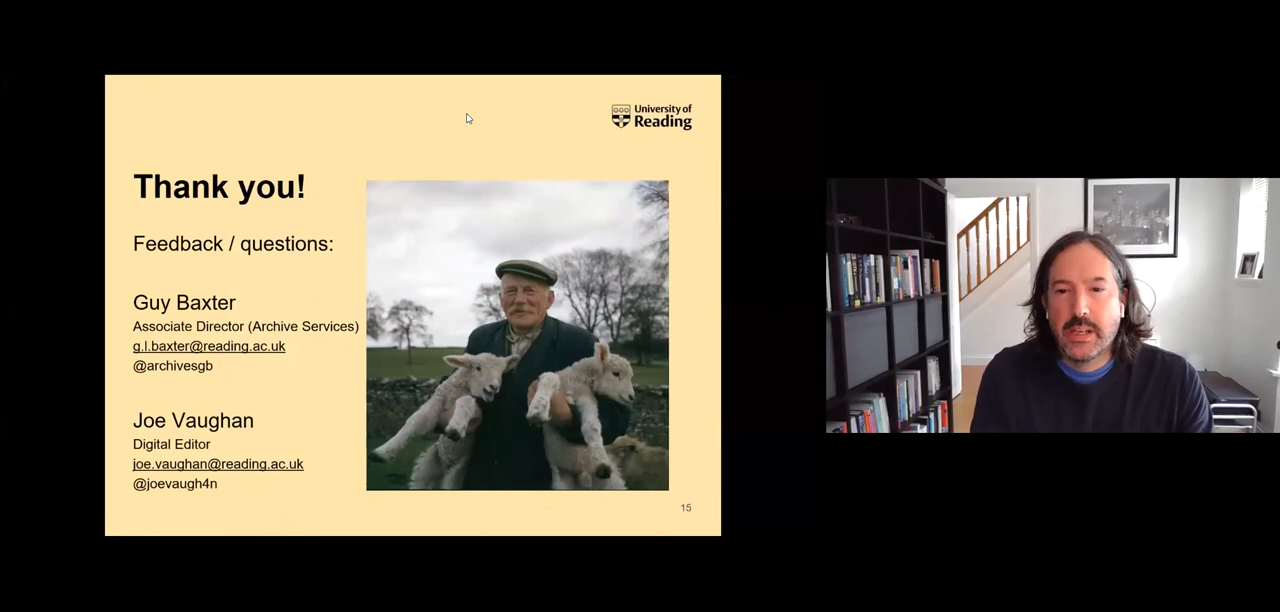 University of
Reading
Thank you!
Feedback / questions:
Guy Baxter
Associate Director (Archive Services)
g.l.baxter@reading.ac.uk
@archivesgb
Joe Vaughan
Digital Editor
joe.vaughan@reading.ac.uk
@joevaugh4n
15